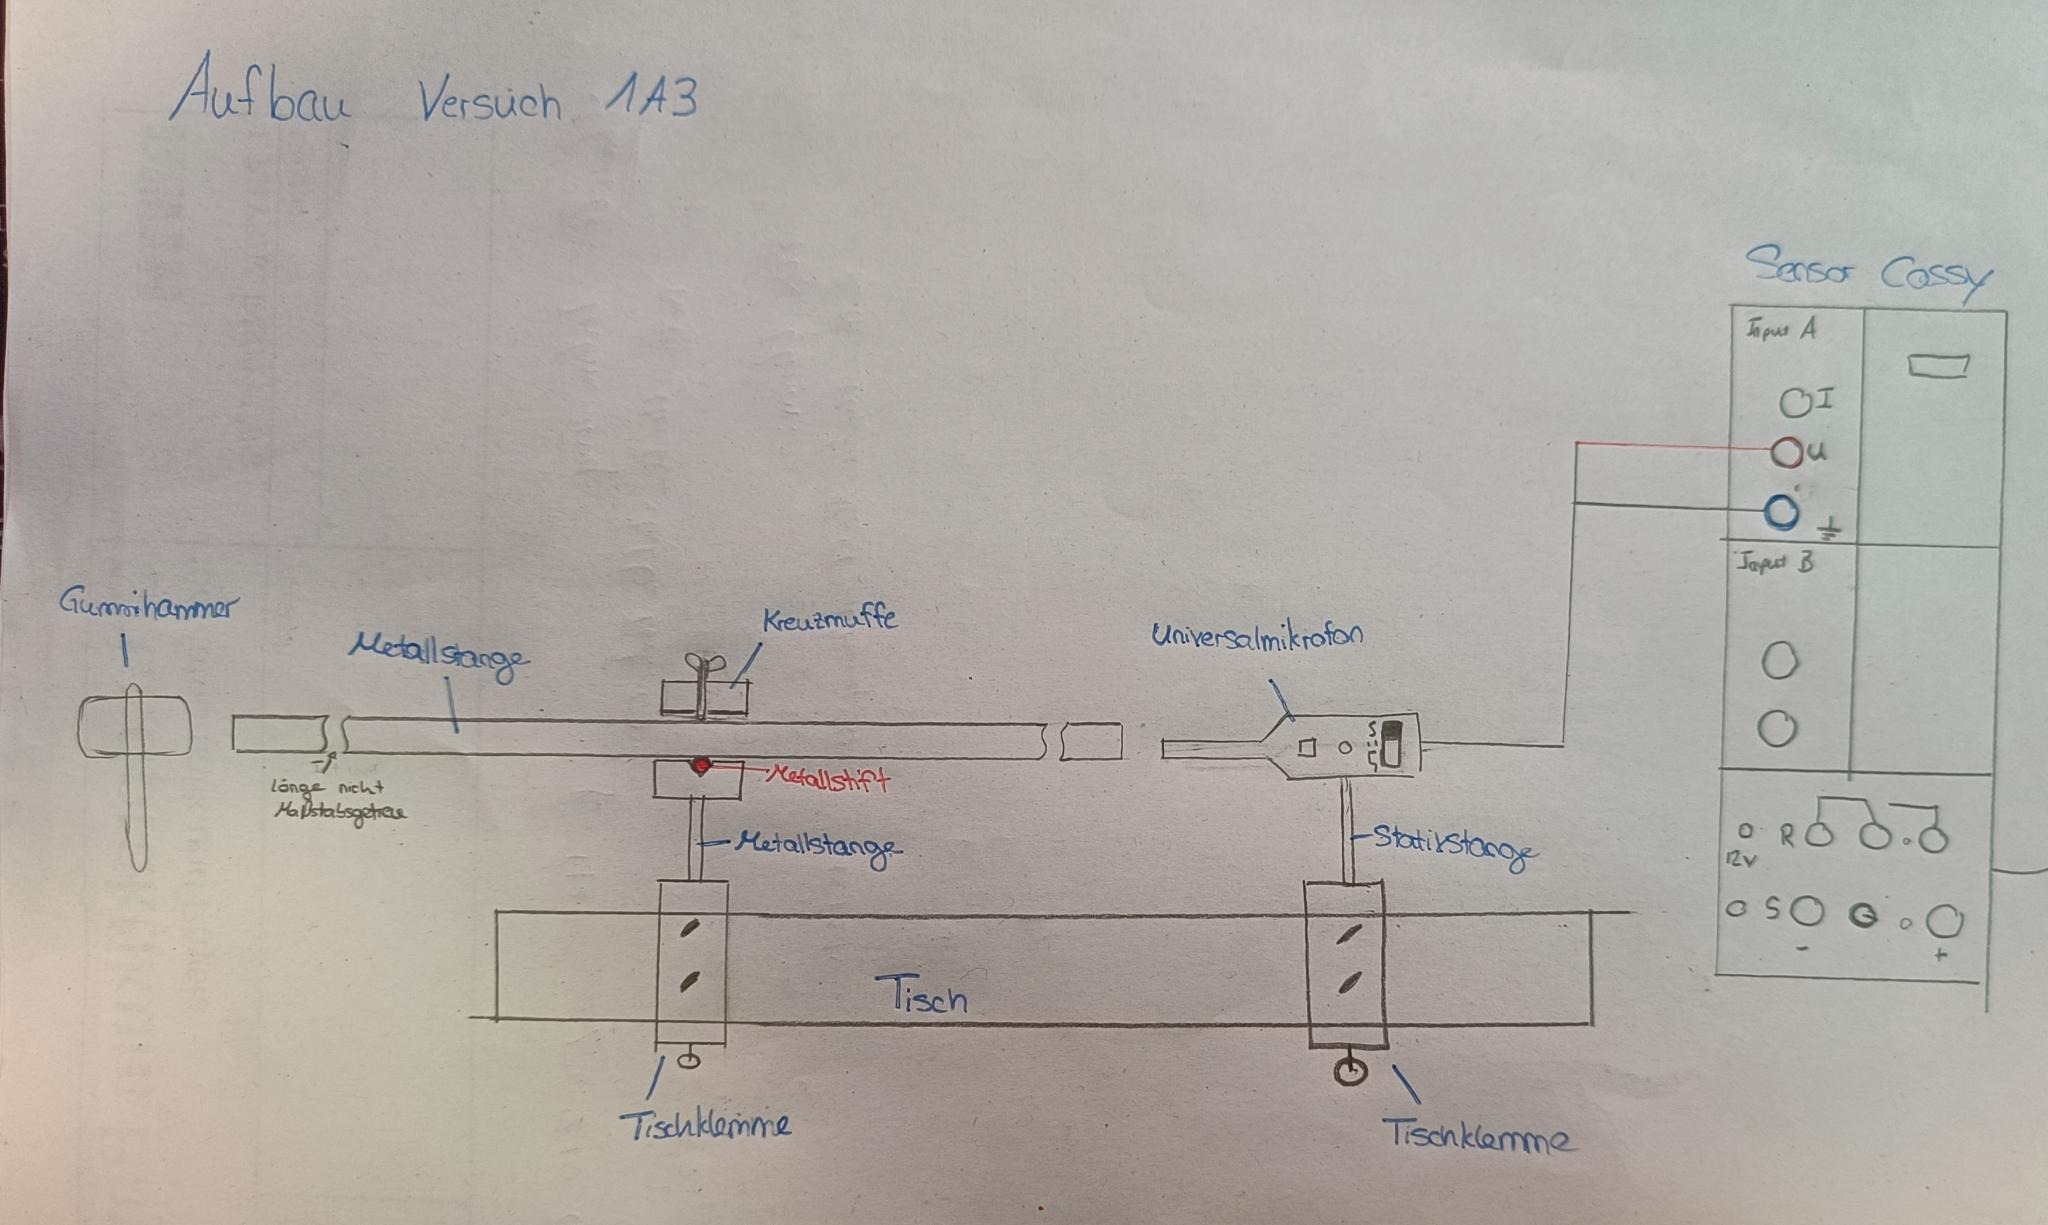 Aufbau Versuch 1A3
Sensor Cassy
Input A
I
U
Input B
Gummihammer
Metallstange
Kreuzmuffe
Universalmikrofon
Länge nicht
Maßstabsgetreu
Metallstift
Metallstange
Stativstange
R
12V
S
-
+
Tisch
Tischklemme
Tischklemme